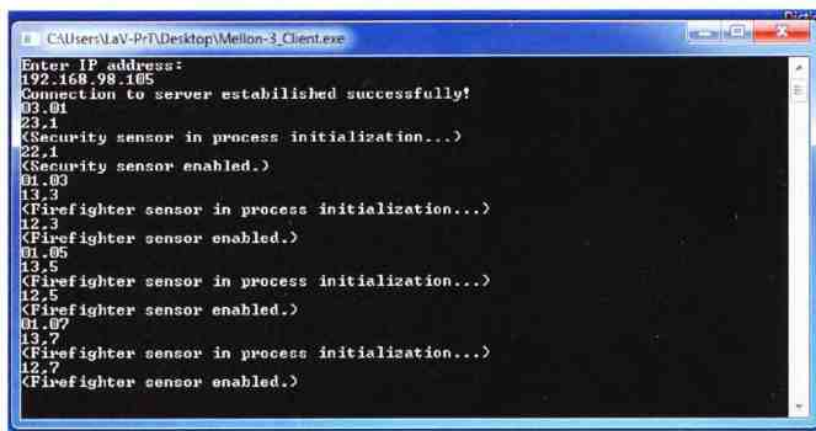 C:\Users\LaV-PrT\Desktop\Mellon-3_Client.exe
Enter IP address:
192.168.98.105
Connection to server estabilished successfully!
03.01
23,1
(Security sensor in process initialization...)
22,1
(Security sensor enabled.)
01.03
13,3
(Firefighter sensor in process initialization...)
12,3
(Firefighter sensor enabled.)
01.05
13,5
(Firefighter sensor in process initialization...)
12,5
(Firefighter sensor enabled.)
01.07
13,7
(Firefighter sensor in process initialization...)
12,7
(Firefighter sensor enabled.)